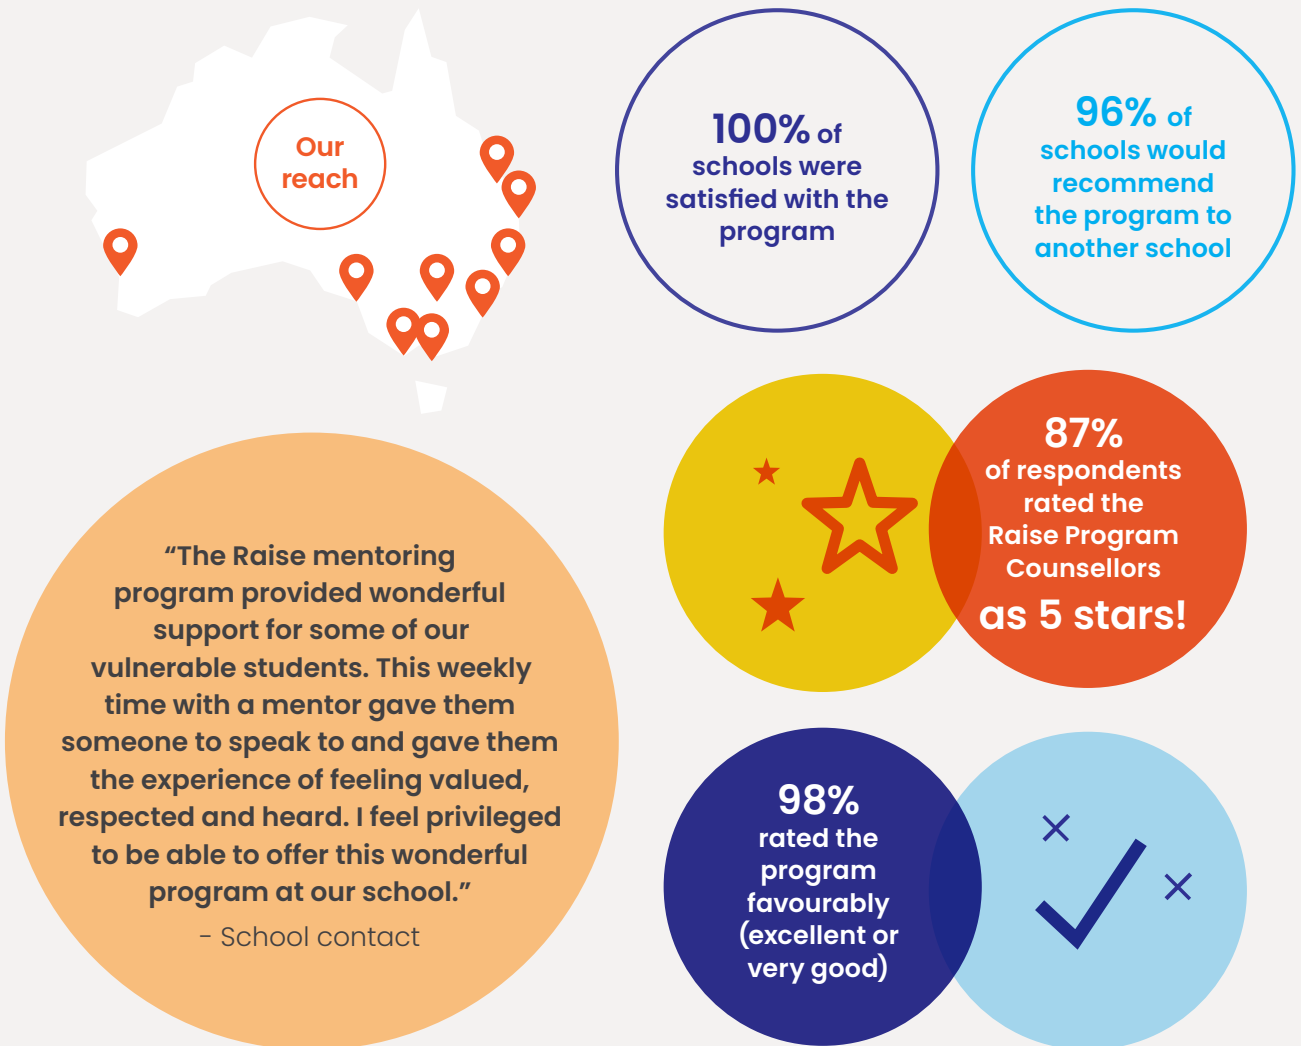 Our
reach
100% of
schools were
satisfied with the
program
96% of
schools would
recommend
the program to
another school
87%
of respondents
rated the
Raise Program
Counsellors
as 5 stars!
“The Raise mentoring
program provided wonderful
support for some of our
vulnerable students. This weekly
time with a mentor gave them
someone to speak to and gave them
the experience of feeling valued,
respected and heard. I feel privileged
to be able to offer this wonderful
program at our school.”
- School contact
98%
rated the
program
favourably
(excellent or
very good)